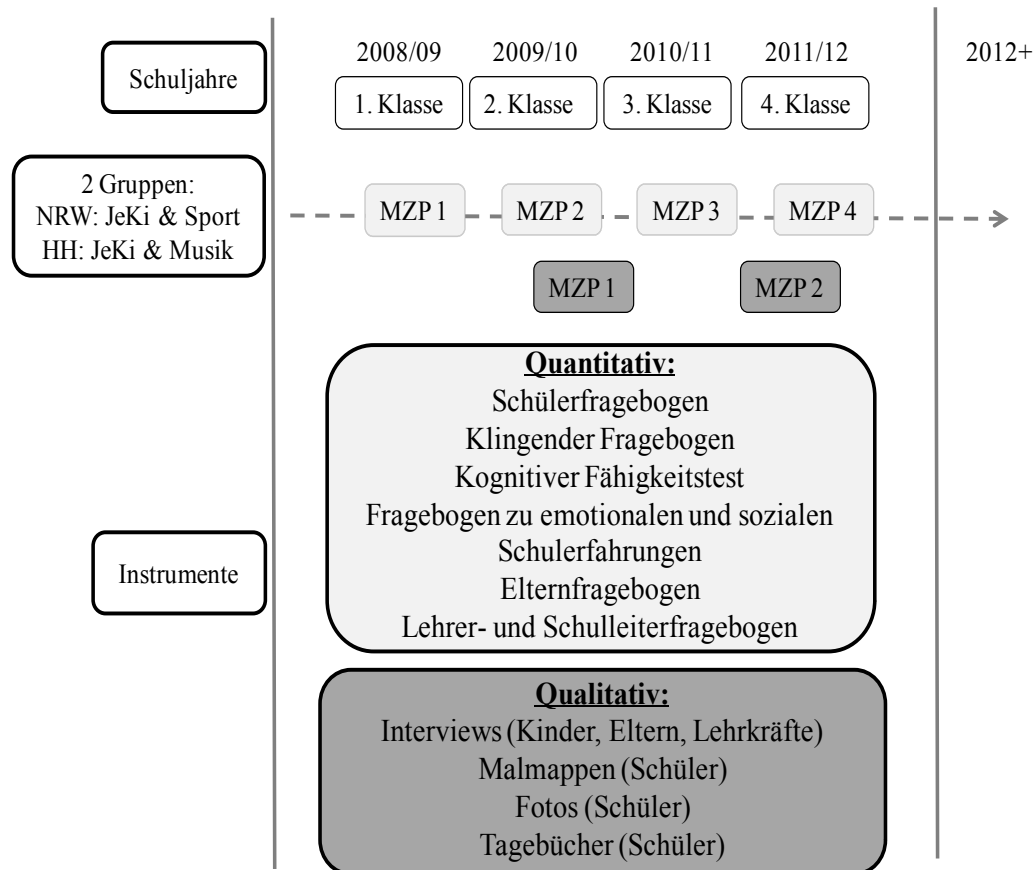 2008/09 2009/10 2010/11 2011/12 2012+
Schuljahre
1. Klasse 2. Klasse 3. Klasse 4. Klasse
2 Gruppen:
NRW: JeKi & Sport
HH: JeKi & Musik
MZP 1 MZP 2 MZP 3 MZP 4
MZP 1 MZP 2
Quantitativ:
Schülerfragebogen
Klingender Fragebogen
Kognitiver Fähigkeitstest
Fragebogen zu emotionalen und sozialen
Schulerfahrungen
Elternfragebogen
Lehrer- und Schulleiterfragebogen
Instrumente
Qualitativ:
Interviews (Kinder, Eltern, Lehrkräfte)
Malmappen (Schüler)
Fotos (Schüler)
Tagebücher (Schüler)